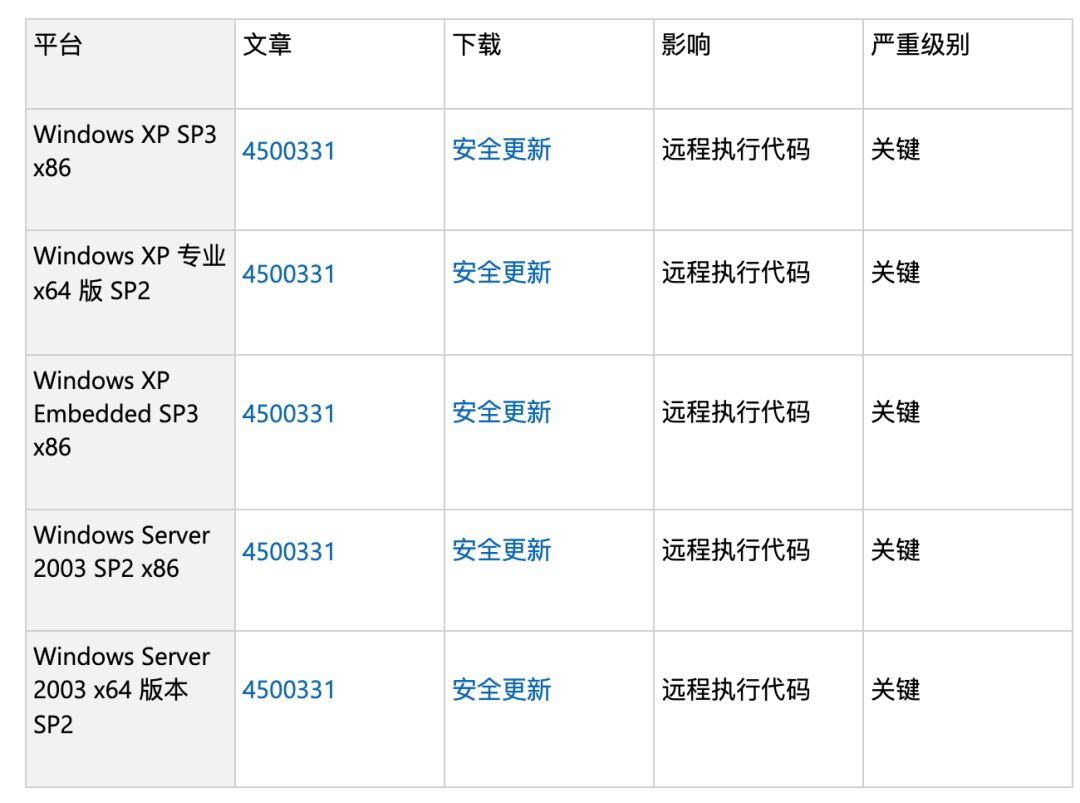 平台 文章 下载 影响 严重级别
Windows XP SP3
x86
4500331 安全更新 远程执行代码 关键
Windows XP 专业
x64 版 SP2
4500331 安全更新 远程执行代码 关键
Windows XP
Embedded SP3
x86
4500331 安全更新 远程执行代码 关键
Windows Server
2003 SP2 x86
4500331 安全更新 远程执行代码 关键
Windows Server
2003 x64 版本
SP2
4500331 安全更新 远程执行代码 关键